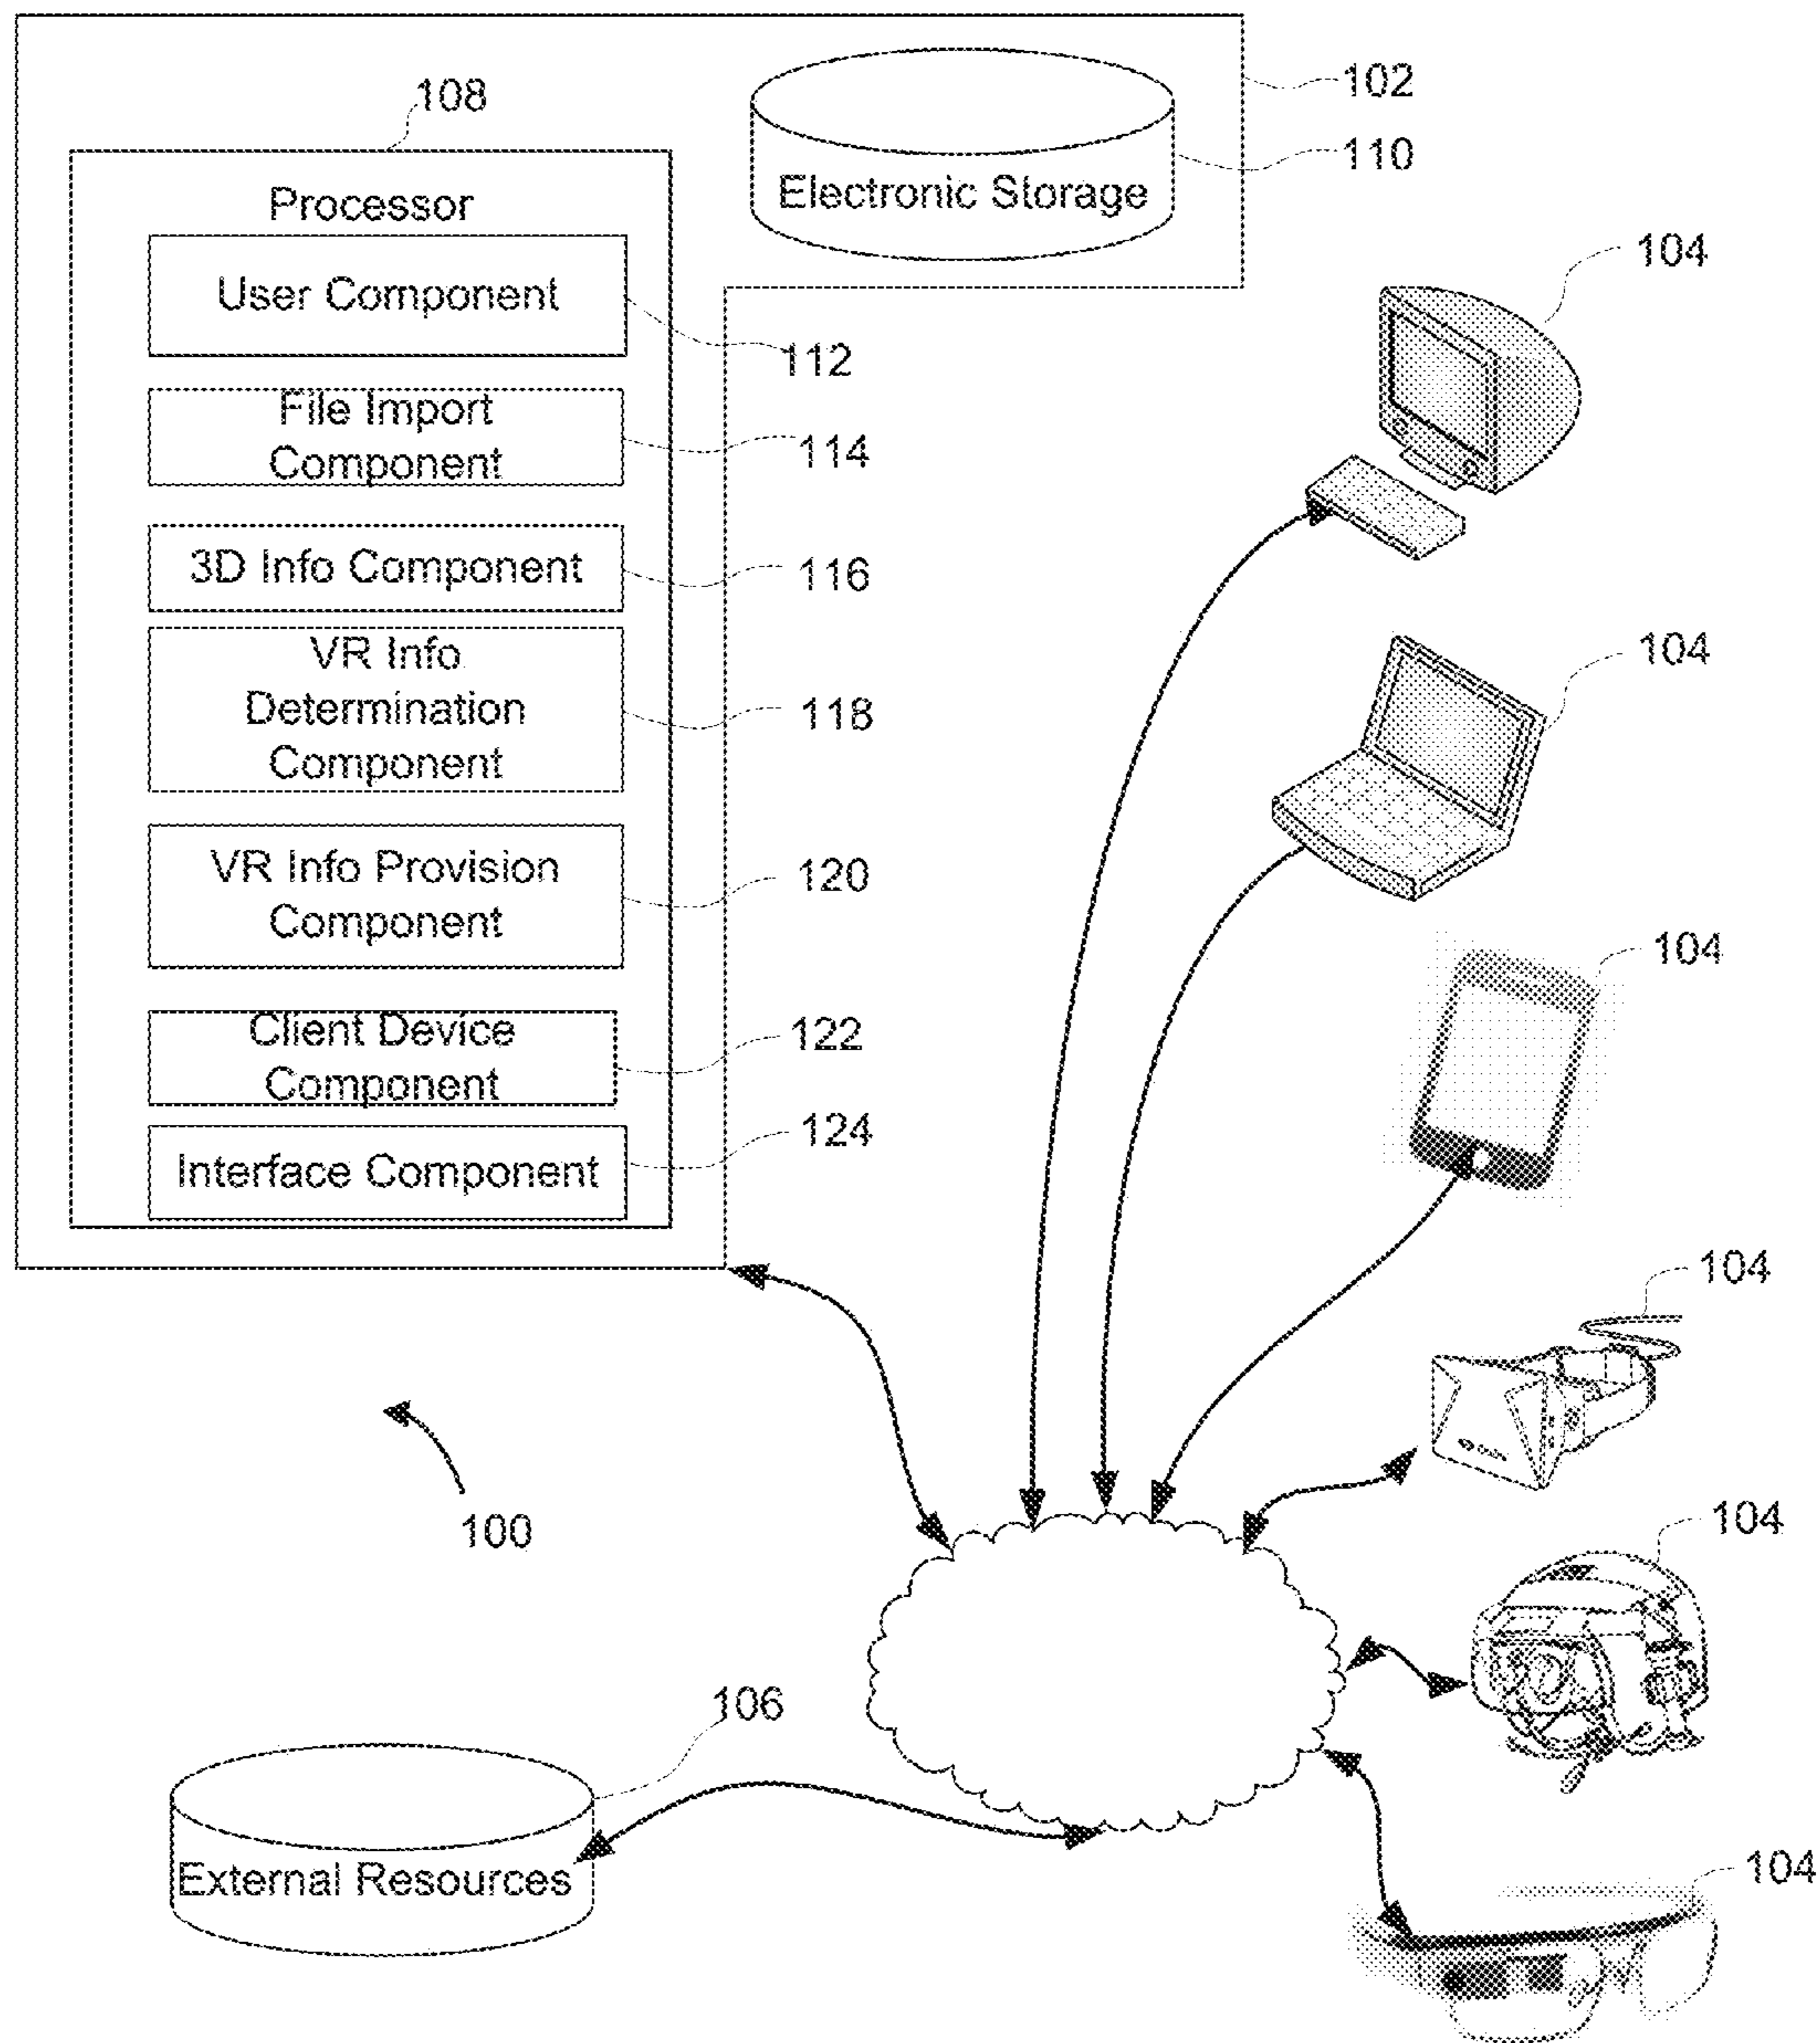 102
108
110
Electronic Storage
Processor
User Component
112
104
File Import
Component
114
3D Info Component
116
VR Info
Determination
Component
118
104
VR Info Provision
Component
120
104
Client Device
Component
122
Interface Component
124
104
100
104
106
External Resources
104